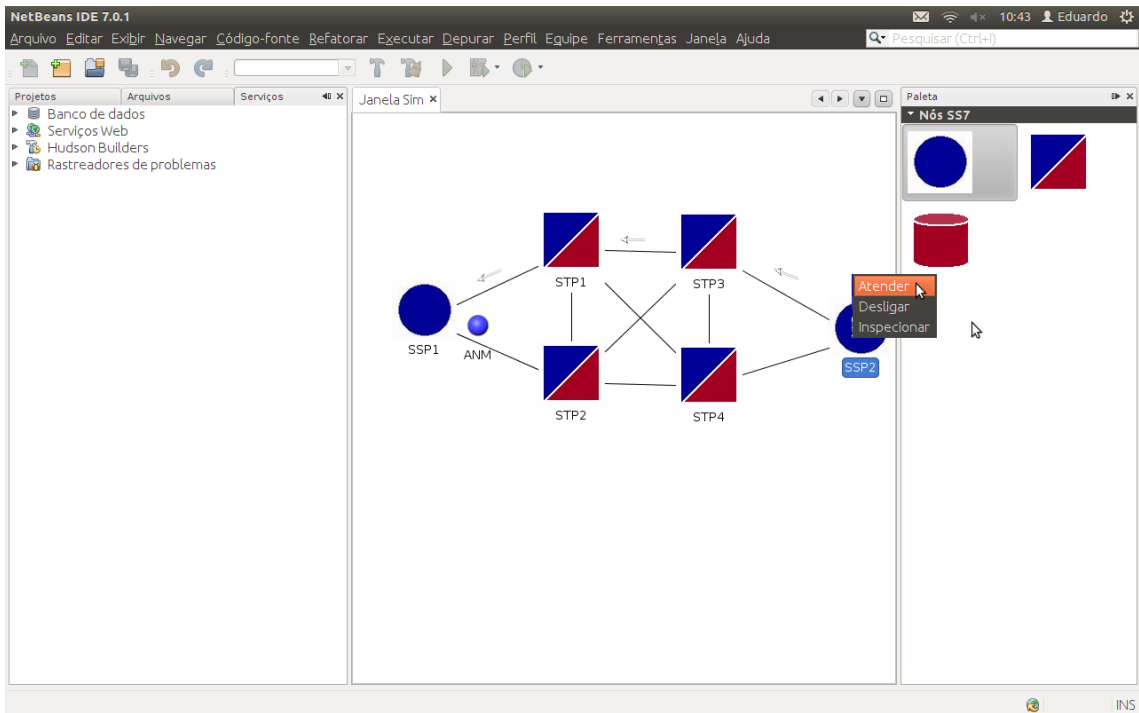 NetBeans IDE 7.0.1
10:43 Eduardo
Arquivo Editar Exibir Navegar Código-fonte Refatorar Executar Depurar Perfil Equipe Ferramentas Janela Ajuda
Pesquisar (Ctrl+I)
Projetos Arquivos Serviços
Banco de dados
Serviços Web
Hudson Builders
Rastreadores de problemas
Janela Sim
Paleta
Nós SS7
STP1
STP3
Atender
Desligar
Inspecionar
SSP1
ANM
SSP2
STP2
STP4
INS